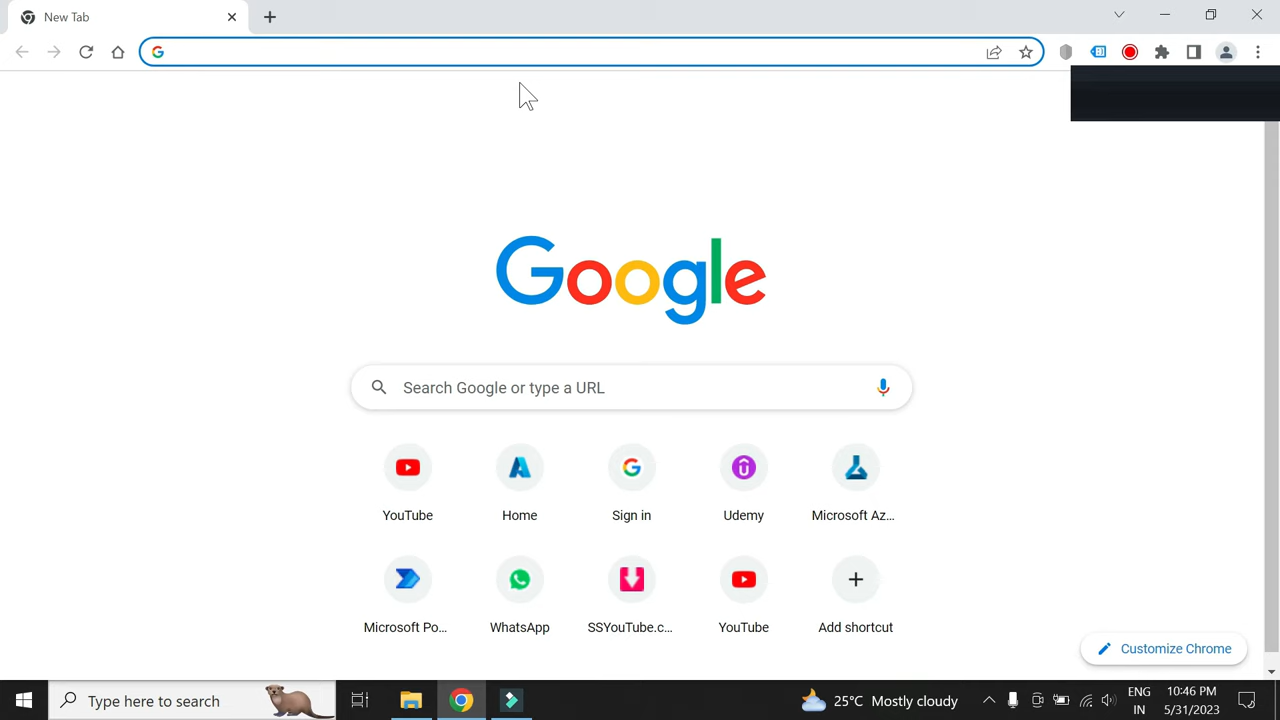 New Tab
Google
Search Google or type a URL
YouTube
Home
Sign in
Udemy
Microsoft Az...
Microsoft Po...
WhatsApp
SSYouTube.c...
YouTube
Add shortcut
Customize Chrome
Type here to search
25°C Mostly cloudy
ENG
IN
10:46 PM
5/31/2023